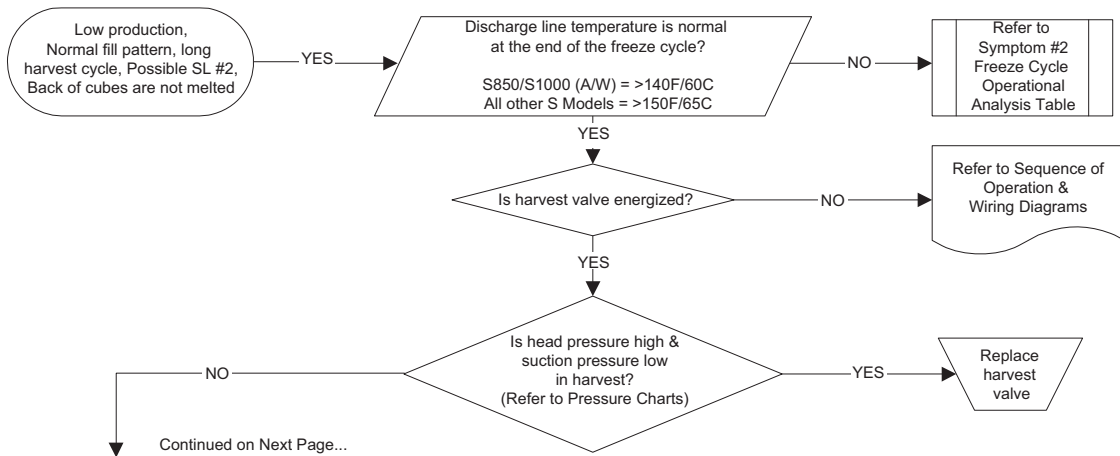 Low production,
Normal fill pattern, long
harvest cycle, Possible SL #2,
Back of cubes are not melted
YES
Discharge line temperature is normal
at the end of the freeze cycle?
S850/S1000 (A/W) = >140F/60C
All other S Models = >150F/65C
NO
Refer to
Symptom #2
Freeze Cycle
Operational
Analysis Table
YES
Is harvest valve energized?
NO
Refer to Sequence of
Operation &
Wiring Diagrams
YES
Is head pressure high &
suction pressure low
in harvest?
(Refer to Pressure Charts)
YES
Replace
harvest
valve
NO
Continued on Next Page...